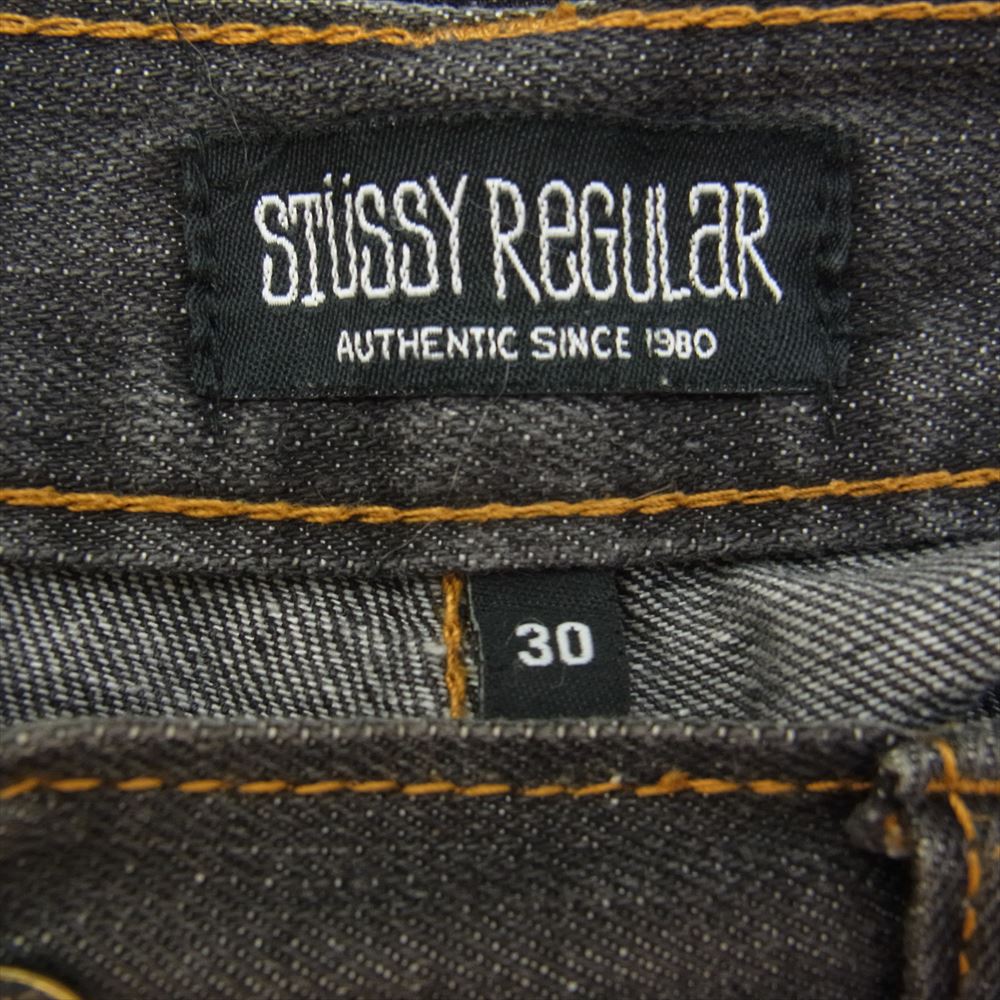 STÜSSY REGULAR
AUTHENTIC SINCE 1980
30